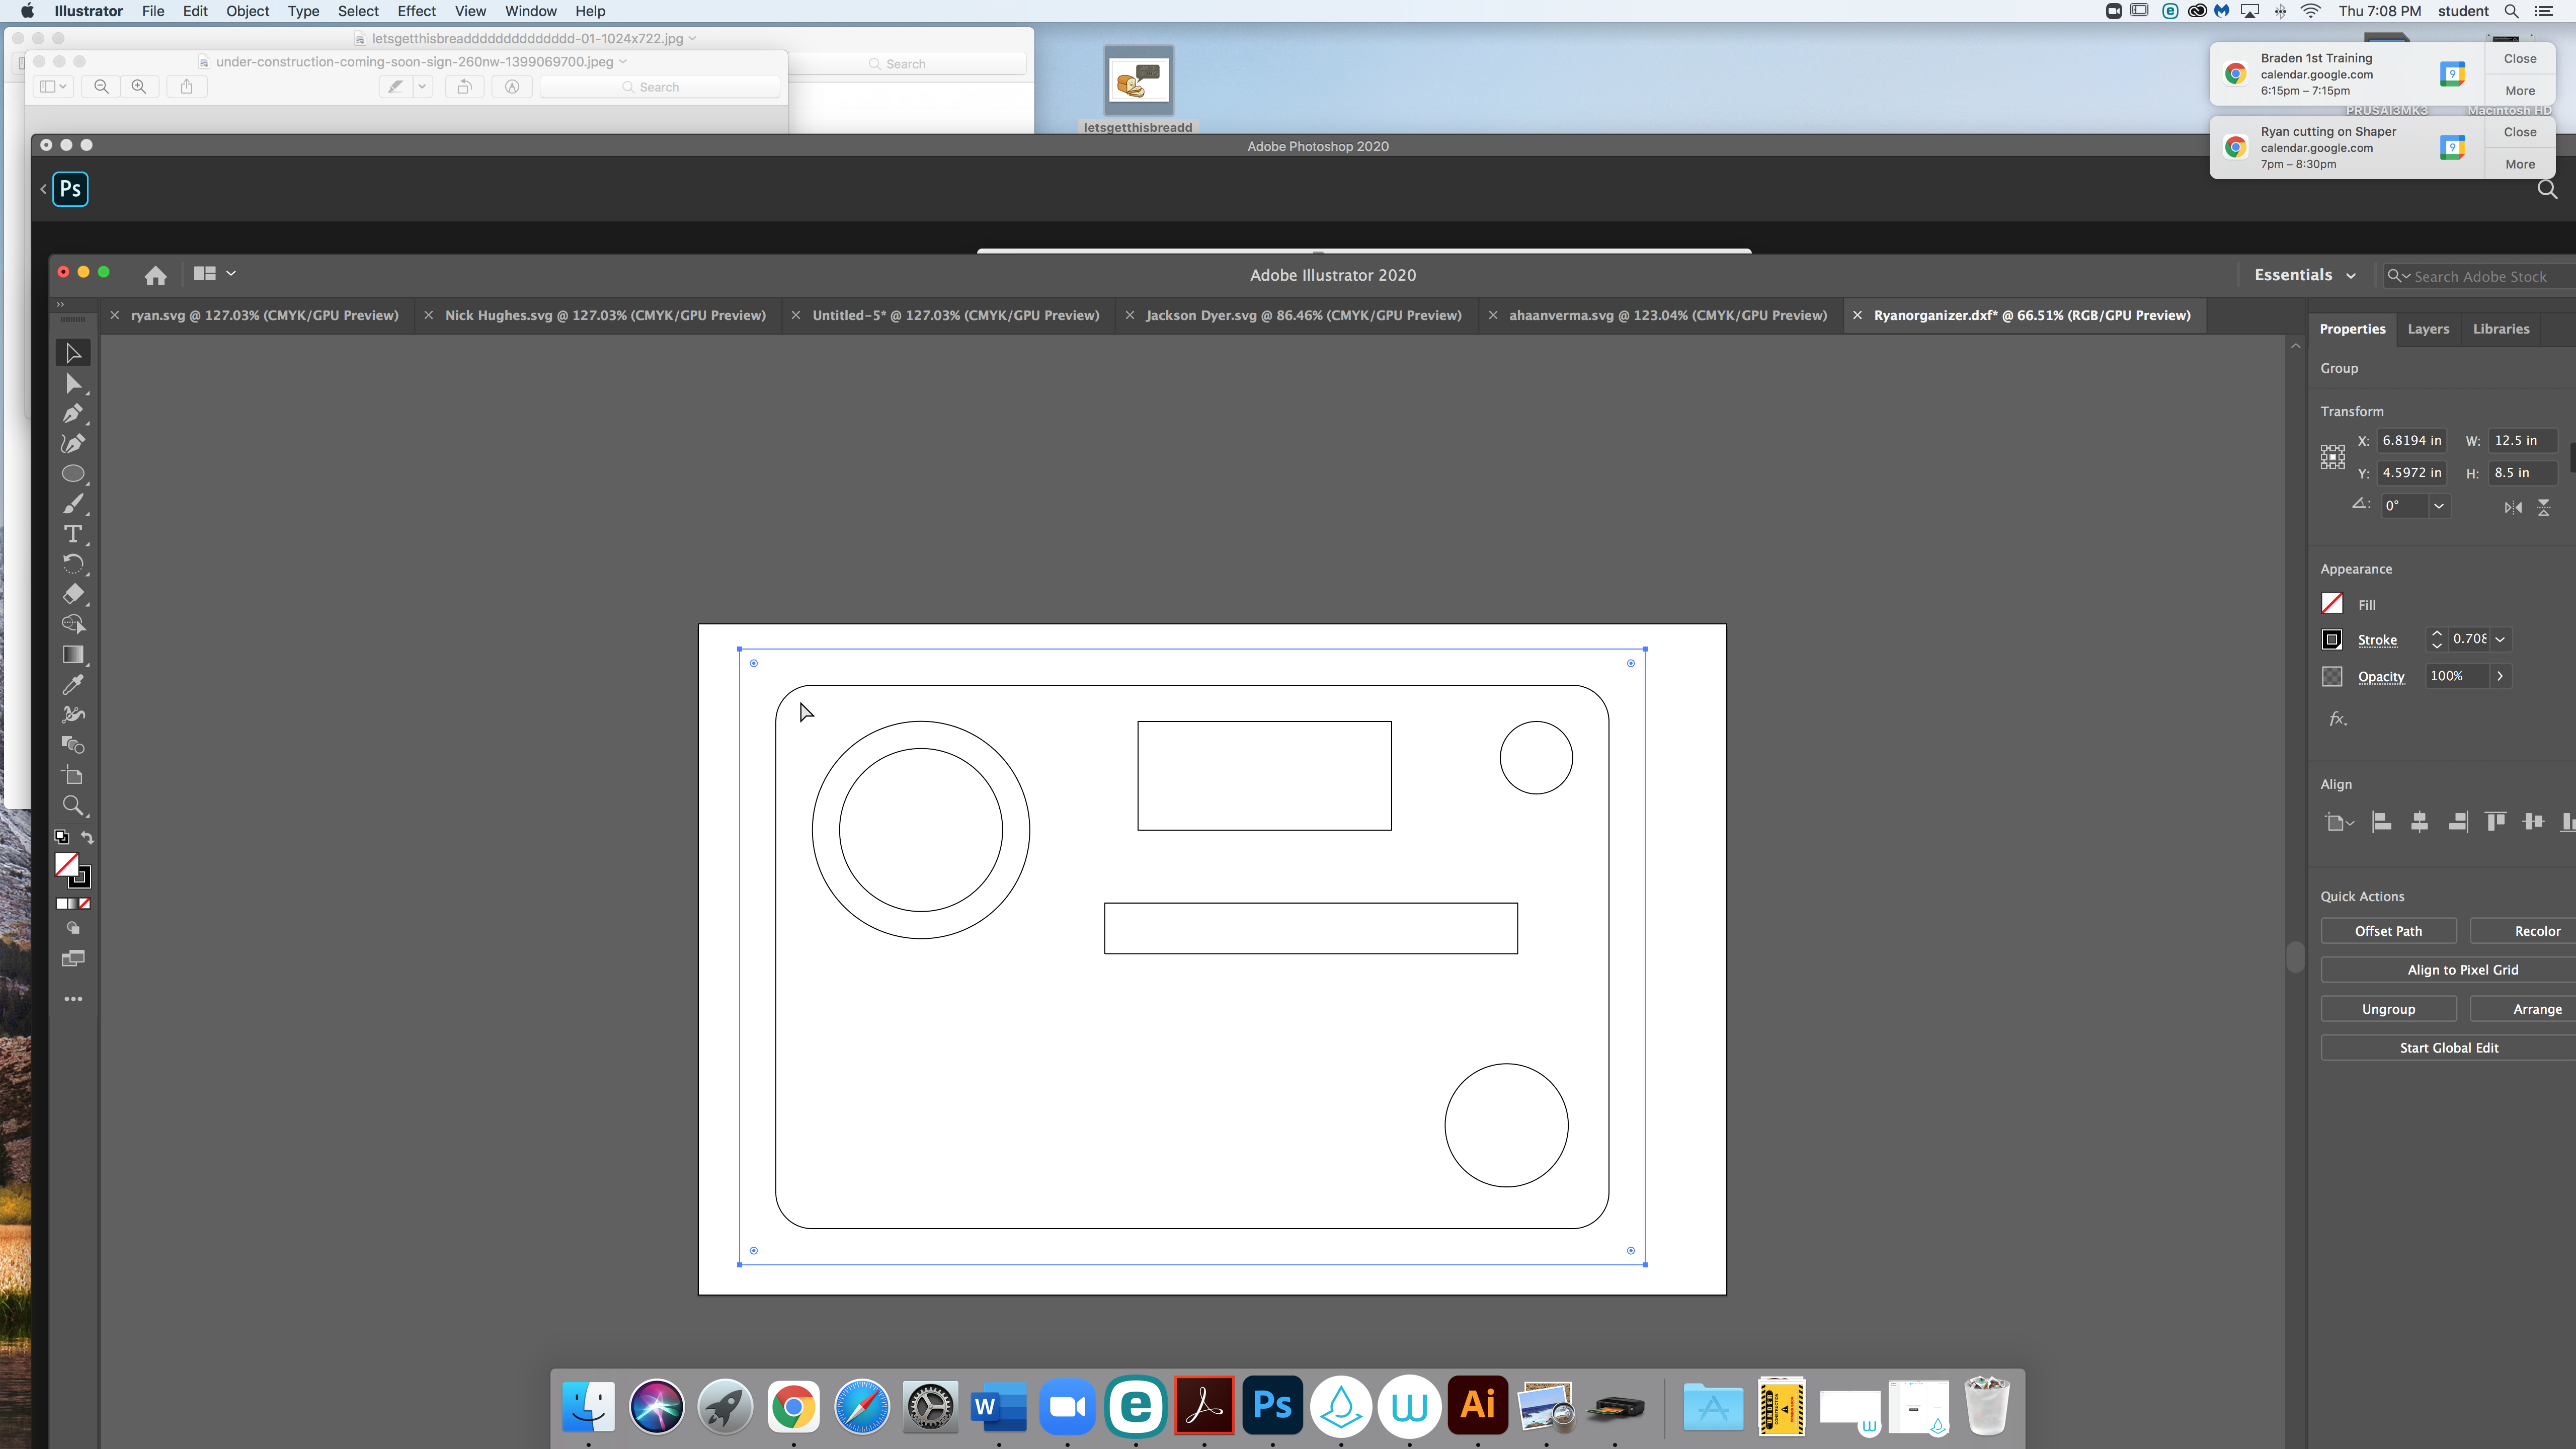 Illustrator File Edit Object Type Select Effect View Window Help
Thu 7:08 PM student
letsgetthisbreadddddddddddddd-01-1024x722.jpg
Search
under-construction-coming-soon-sign-260nw-1399069700.jpeg
Search
letsgetthisbreadd
Braden 1st Training
calendar.google.com
6:15pm – 7:15pm
Close
More
PRUSAI3MK3
Macintosh HD
Ryan cutting on Shaper
calendar.google.com
7pm – 8:30pm
Close
More
Adobe Photoshop 2020
Ps
Adobe Illustrator 2020
Essentials
Search Adobe Stock
ryan.svg @ 127.03% (CMYK/GPU Preview)
Nick Hughes.svg @ 127.03% (CMYK/GPU Preview)
Untitled-5* @ 127.03% (CMYK/GPU Preview)
Jackson Dyer.svg @ 86.46% (CMYK/GPU Preview)
ahaanverma.svg @ 123.04% (CMYK/GPU Preview)
Ryanorganizer.dxf* @ 66.51% (RGB/GPU Preview)
Properties Layers Libraries
Group
Transform
X: 6.8194 in W: 12.5 in
Y: 4.5972 in H: 8.5 in
0°
Appearance
Fill
Stroke 0.708
Opacity 100%
fx.
Align
Quick Actions
Offset Path Recolor
Align to Pixel Grid
Ungroup Arrange
Start Global Edit
W e Ps W Ai